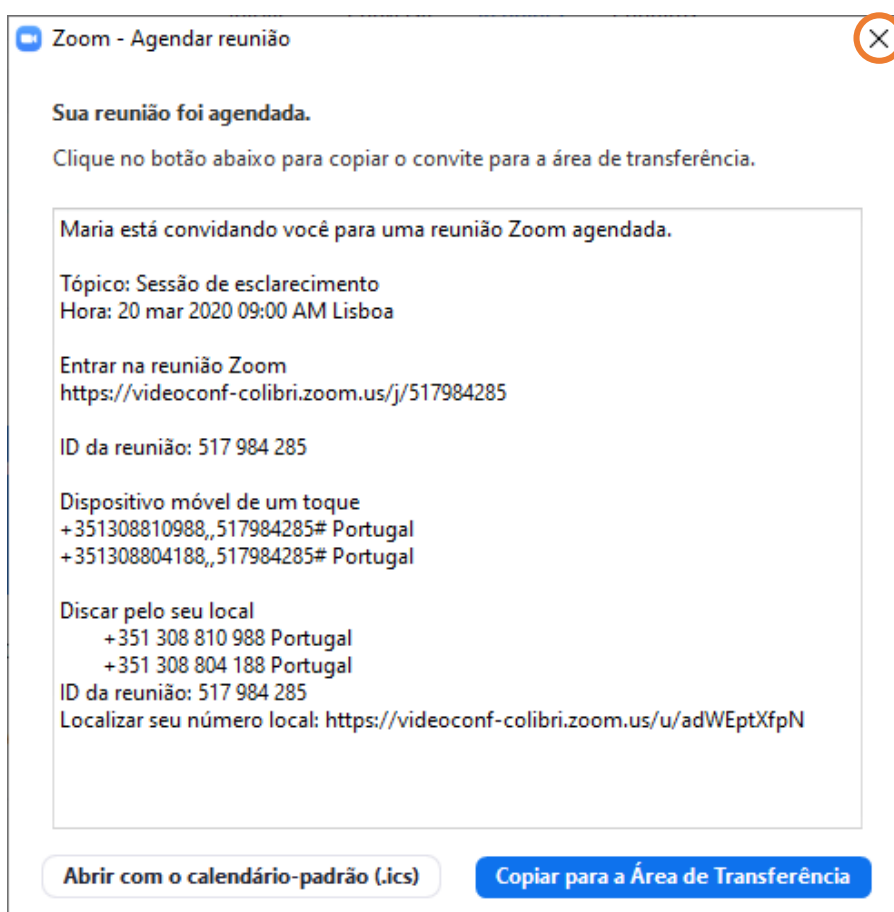 Zoom - Agendar reunião
Sua reunião foi agendada.
Clique no botão abaixo para copiar o convite para a área de transferência.
Maria está convidando você para uma reunião Zoom agendada.
Tópico: Sessão de esclarecimento
Hora: 20 mar 2020 09:00 AM Lisboa
Entrar na reunião Zoom
https://videoconf-colibri.zoom.us/j/517984285
ID da reunião: 517 984 285
Dispositivo móvel de um toque
+351308810988,,517984285# Portugal
+351308804188,,517984285# Portugal
Discar pelo seu local
+351 308 810 988 Portugal
+351 308 804 188 Portugal
ID da reunião: 517 984 285
Localizar seu número local: https://videoconf-colibri.zoom.us/u/adWEptXfpN
Abrir com o calendário-padrão (.ics) Copiar para a Área de Transferência